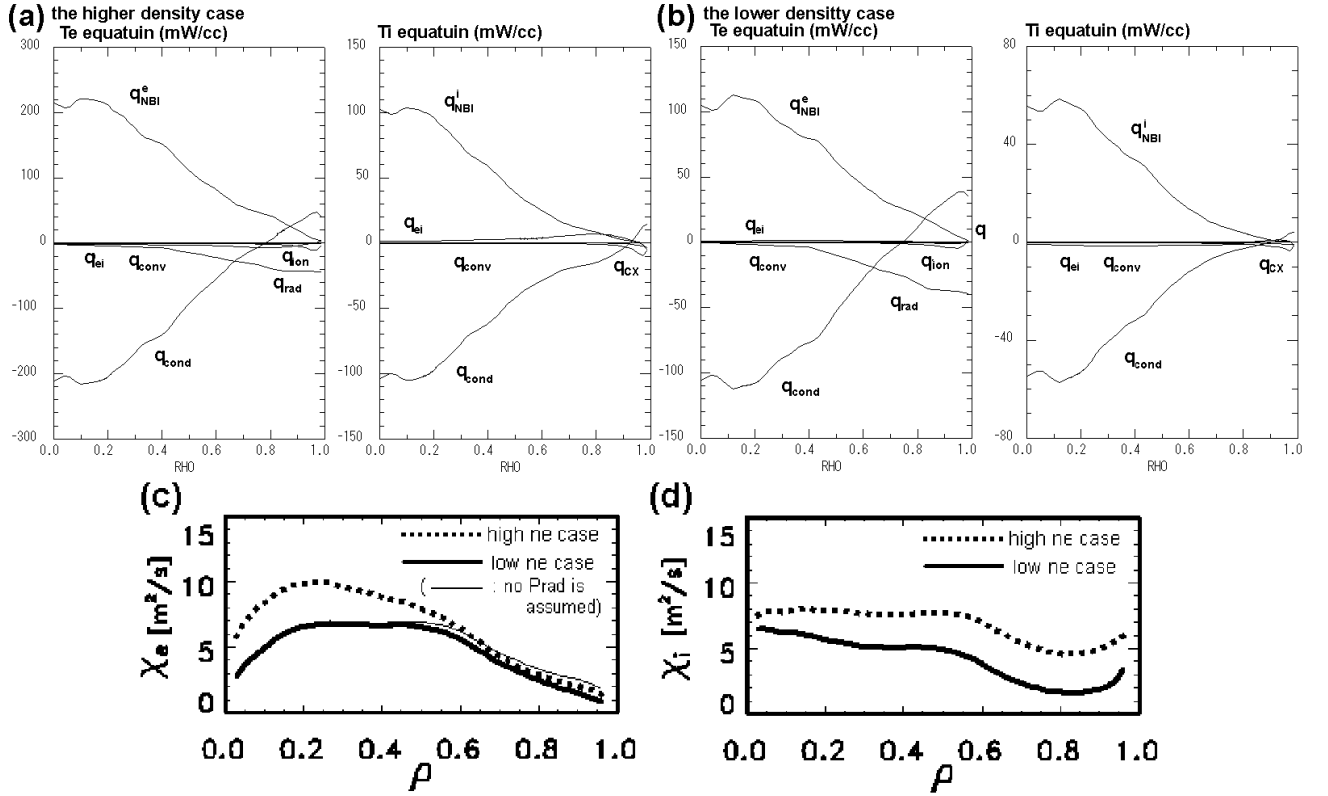 (a) the higher density case
Te equatuin (mW/cc)
300
200
100
0
-100
-200
-300
q^e_NBI
q_ei
q_conv
q_ion
q_rad
q_cond
0.0 0.2 0.4 0.6 0.8 1.0
RHO
Ti equatuin (mW/cc)
150
100
50
0
-50
-100
-150
q^i_NBI
q_ei
q_conv
q_cx
q_cond
0.0 0.2 0.4 0.6 0.8 1.0
RHO
(b) the lower densitty case
Te equatuin (mW/cc)
150
100
50
0
-50
-100
-150
q^e_NBI
q_ei
q_conv
q_ion
q_rad
q_cond
q
0.0 0.2 0.4 0.6 0.8 1.0
RHO
Ti equatuin (mW/cc)
80
40
0
-40
-80
q^i_NBI
q_ei
q_conv
q_cx
q_cond
0.0 0.2 0.4 0.6 0.8 1.0
RHO
(c)
χe [m²/s]
15
10
5
0
high ne case
low ne case
( : no Prad is
assumed)
0.0 0.2 0.4 0.6 0.8 1.0
ρ
(d)
χi [m²/s]
15
10
5
0
high ne case
low ne case
0.0 0.2 0.4 0.6 0.8 1.0
ρ